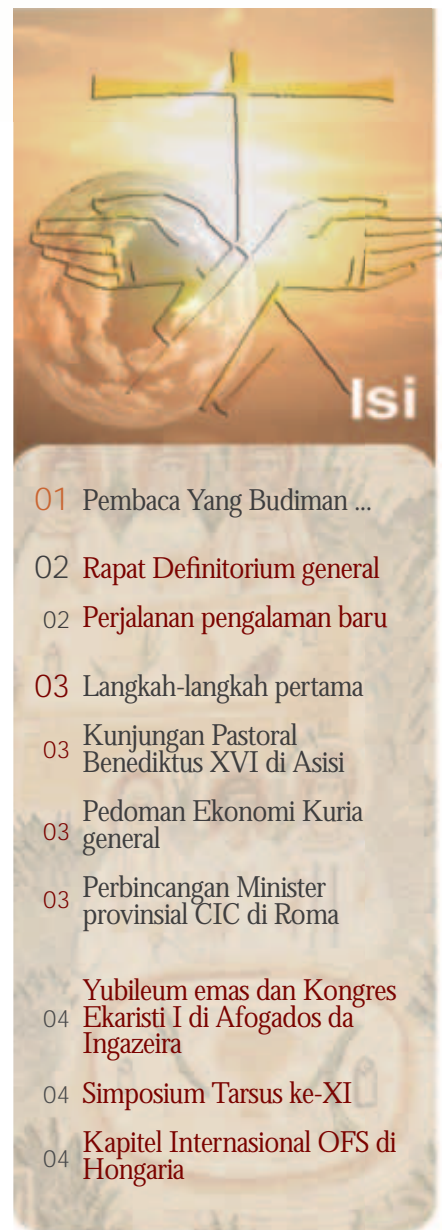 Isi
01 Pembaca Yang Budiman ...
02 Rapat Definitorium general
02 Perjalanan pengalaman baru
03 Langkah-langkah pertama
03 Kunjungan Pastoral
Benediktus XVI di Asisi
03 Pedoman Ekonomi Kuria
general
03 Perbincangan Minister
provinsial CIC di Roma
04 Yubileum emas dan Kongres
Ekaristi I di Afogados da
Ingazeira
04 Simposium Tarsus ke-XI
04 Kapitel Internasional OFS di
Hongaria